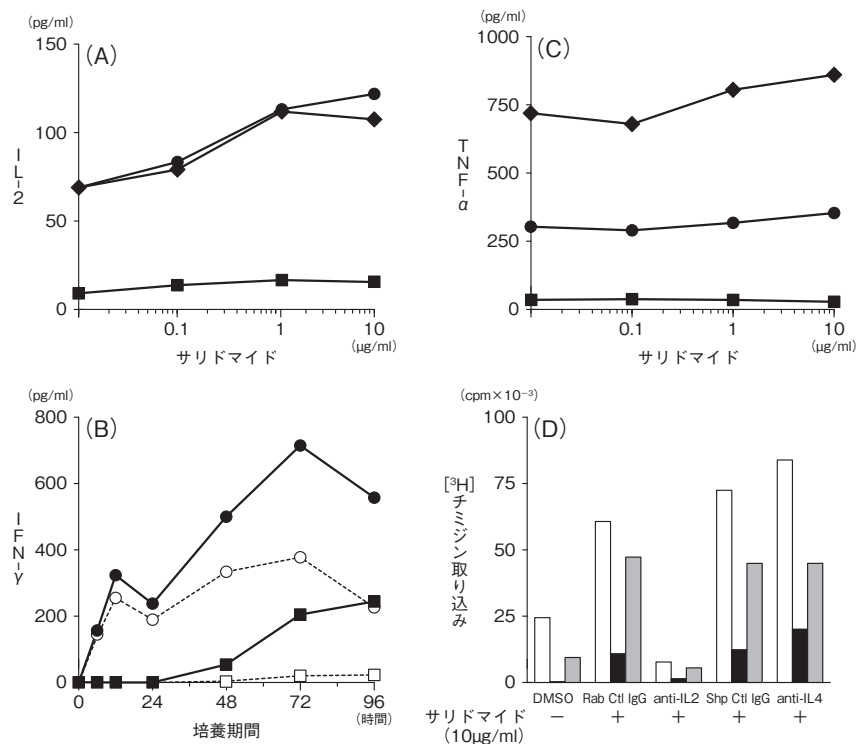 (pg/ml)
(A)
150
100
50
0
IL-2
0.1
1
10
(μg/ml)
サリドマイド
(pg/ml)
(C)
1000
750
500
250
0
TNF-α
0.1
1
10
(μg/ml)
サリドマイド
(pg/ml)
(B)
800
600
400
200
0
IFN-γ
0
24
48
72
96
(時間)
培養期間
(cpm×10⁻³)
(D)
100
75
50
25
0
[³H]チミジン取り込み
DMSO Rab Ctl IgG anti-IL2 Shp Ctl IgG anti-IL4
サリドマイド − + + + +
(10μg/ml)